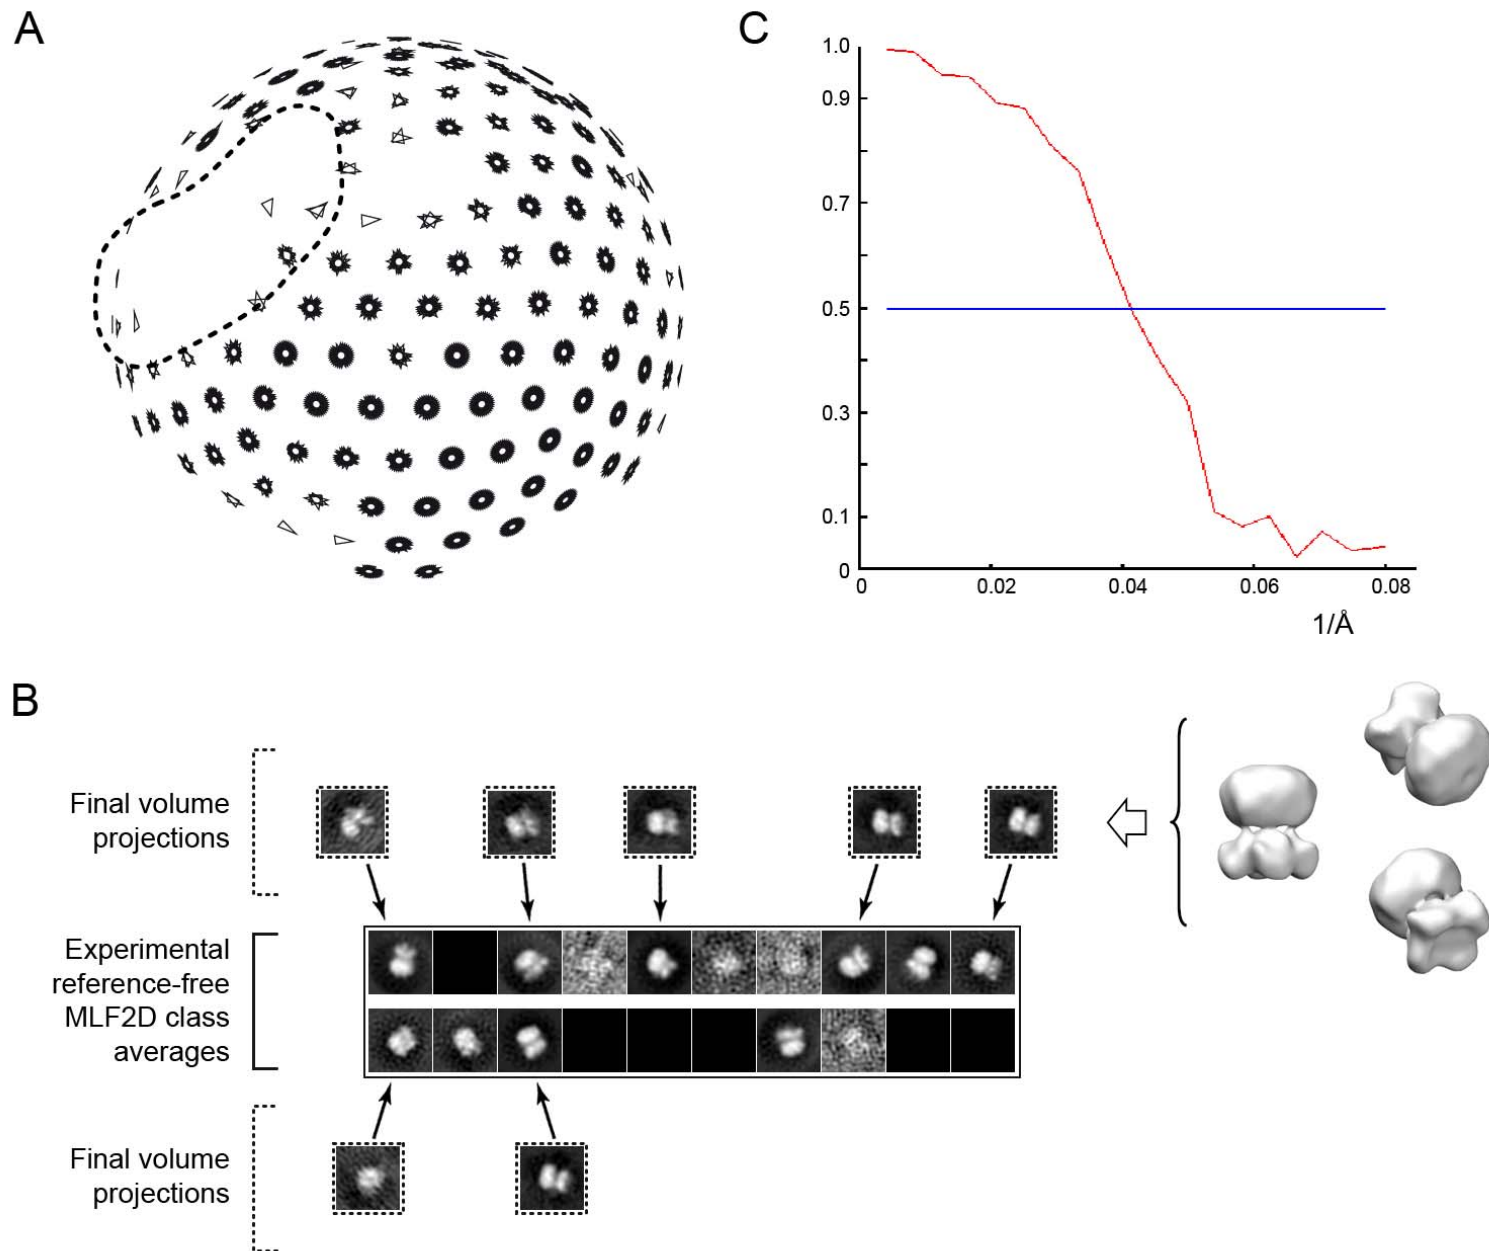 A
C
1.0
0.9
0.7
0.5
0.3
0.1
0
0 0.02 0.04 0.06 0.08
1/Å
B
Final volume
projections
Experimental
reference-free
MLF2D class
averages
Final volume
projections